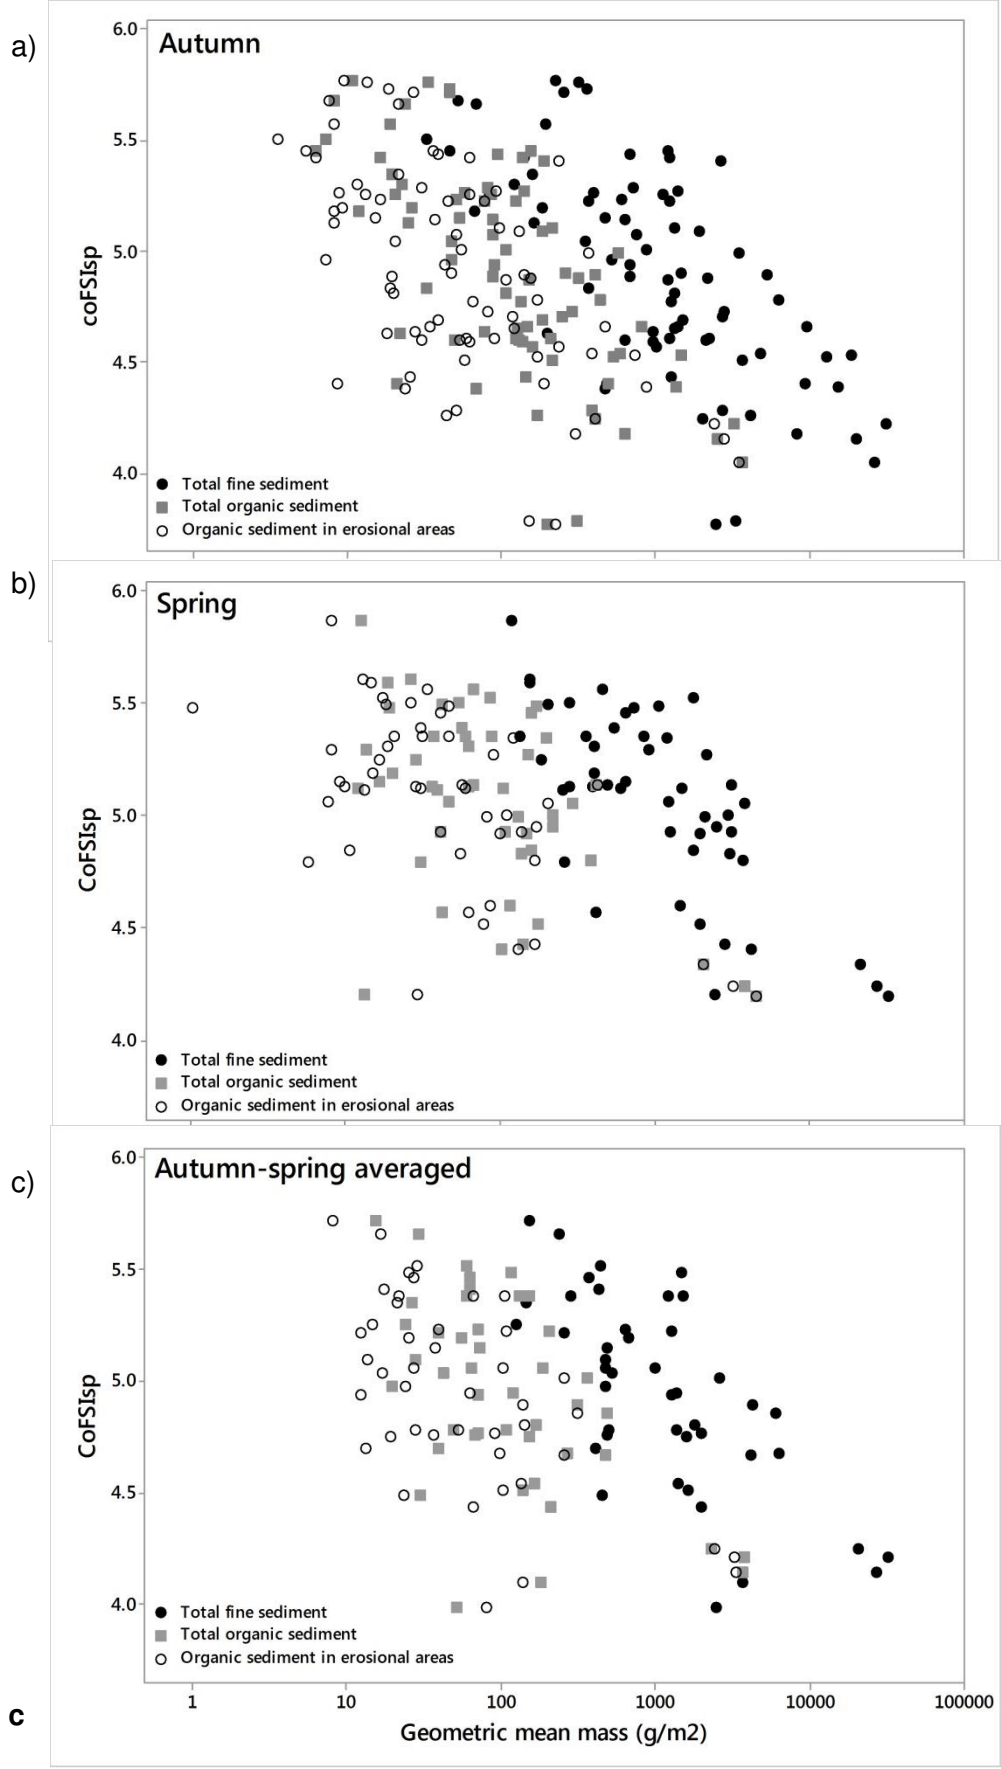 a)
Autumn
6.0
5.5
5.0
4.5
4.0
coFSIsp
Total fine sediment
Total organic sediment
Organic sediment in erosional areas
b)
Spring
6.0
5.5
5.0
4.5
4.0
CoFSIsp
Total fine sediment
Total organic sediment
Organic sediment in erosional areas
c)
Autumn-spring averaged
6.0
5.5
5.0
4.5
4.0
CoFSIsp
Total fine sediment
Total organic sediment
Organic sediment in erosional areas
1 10 100 1000 10000 100000
c
Geometric mean mass (g/m2)